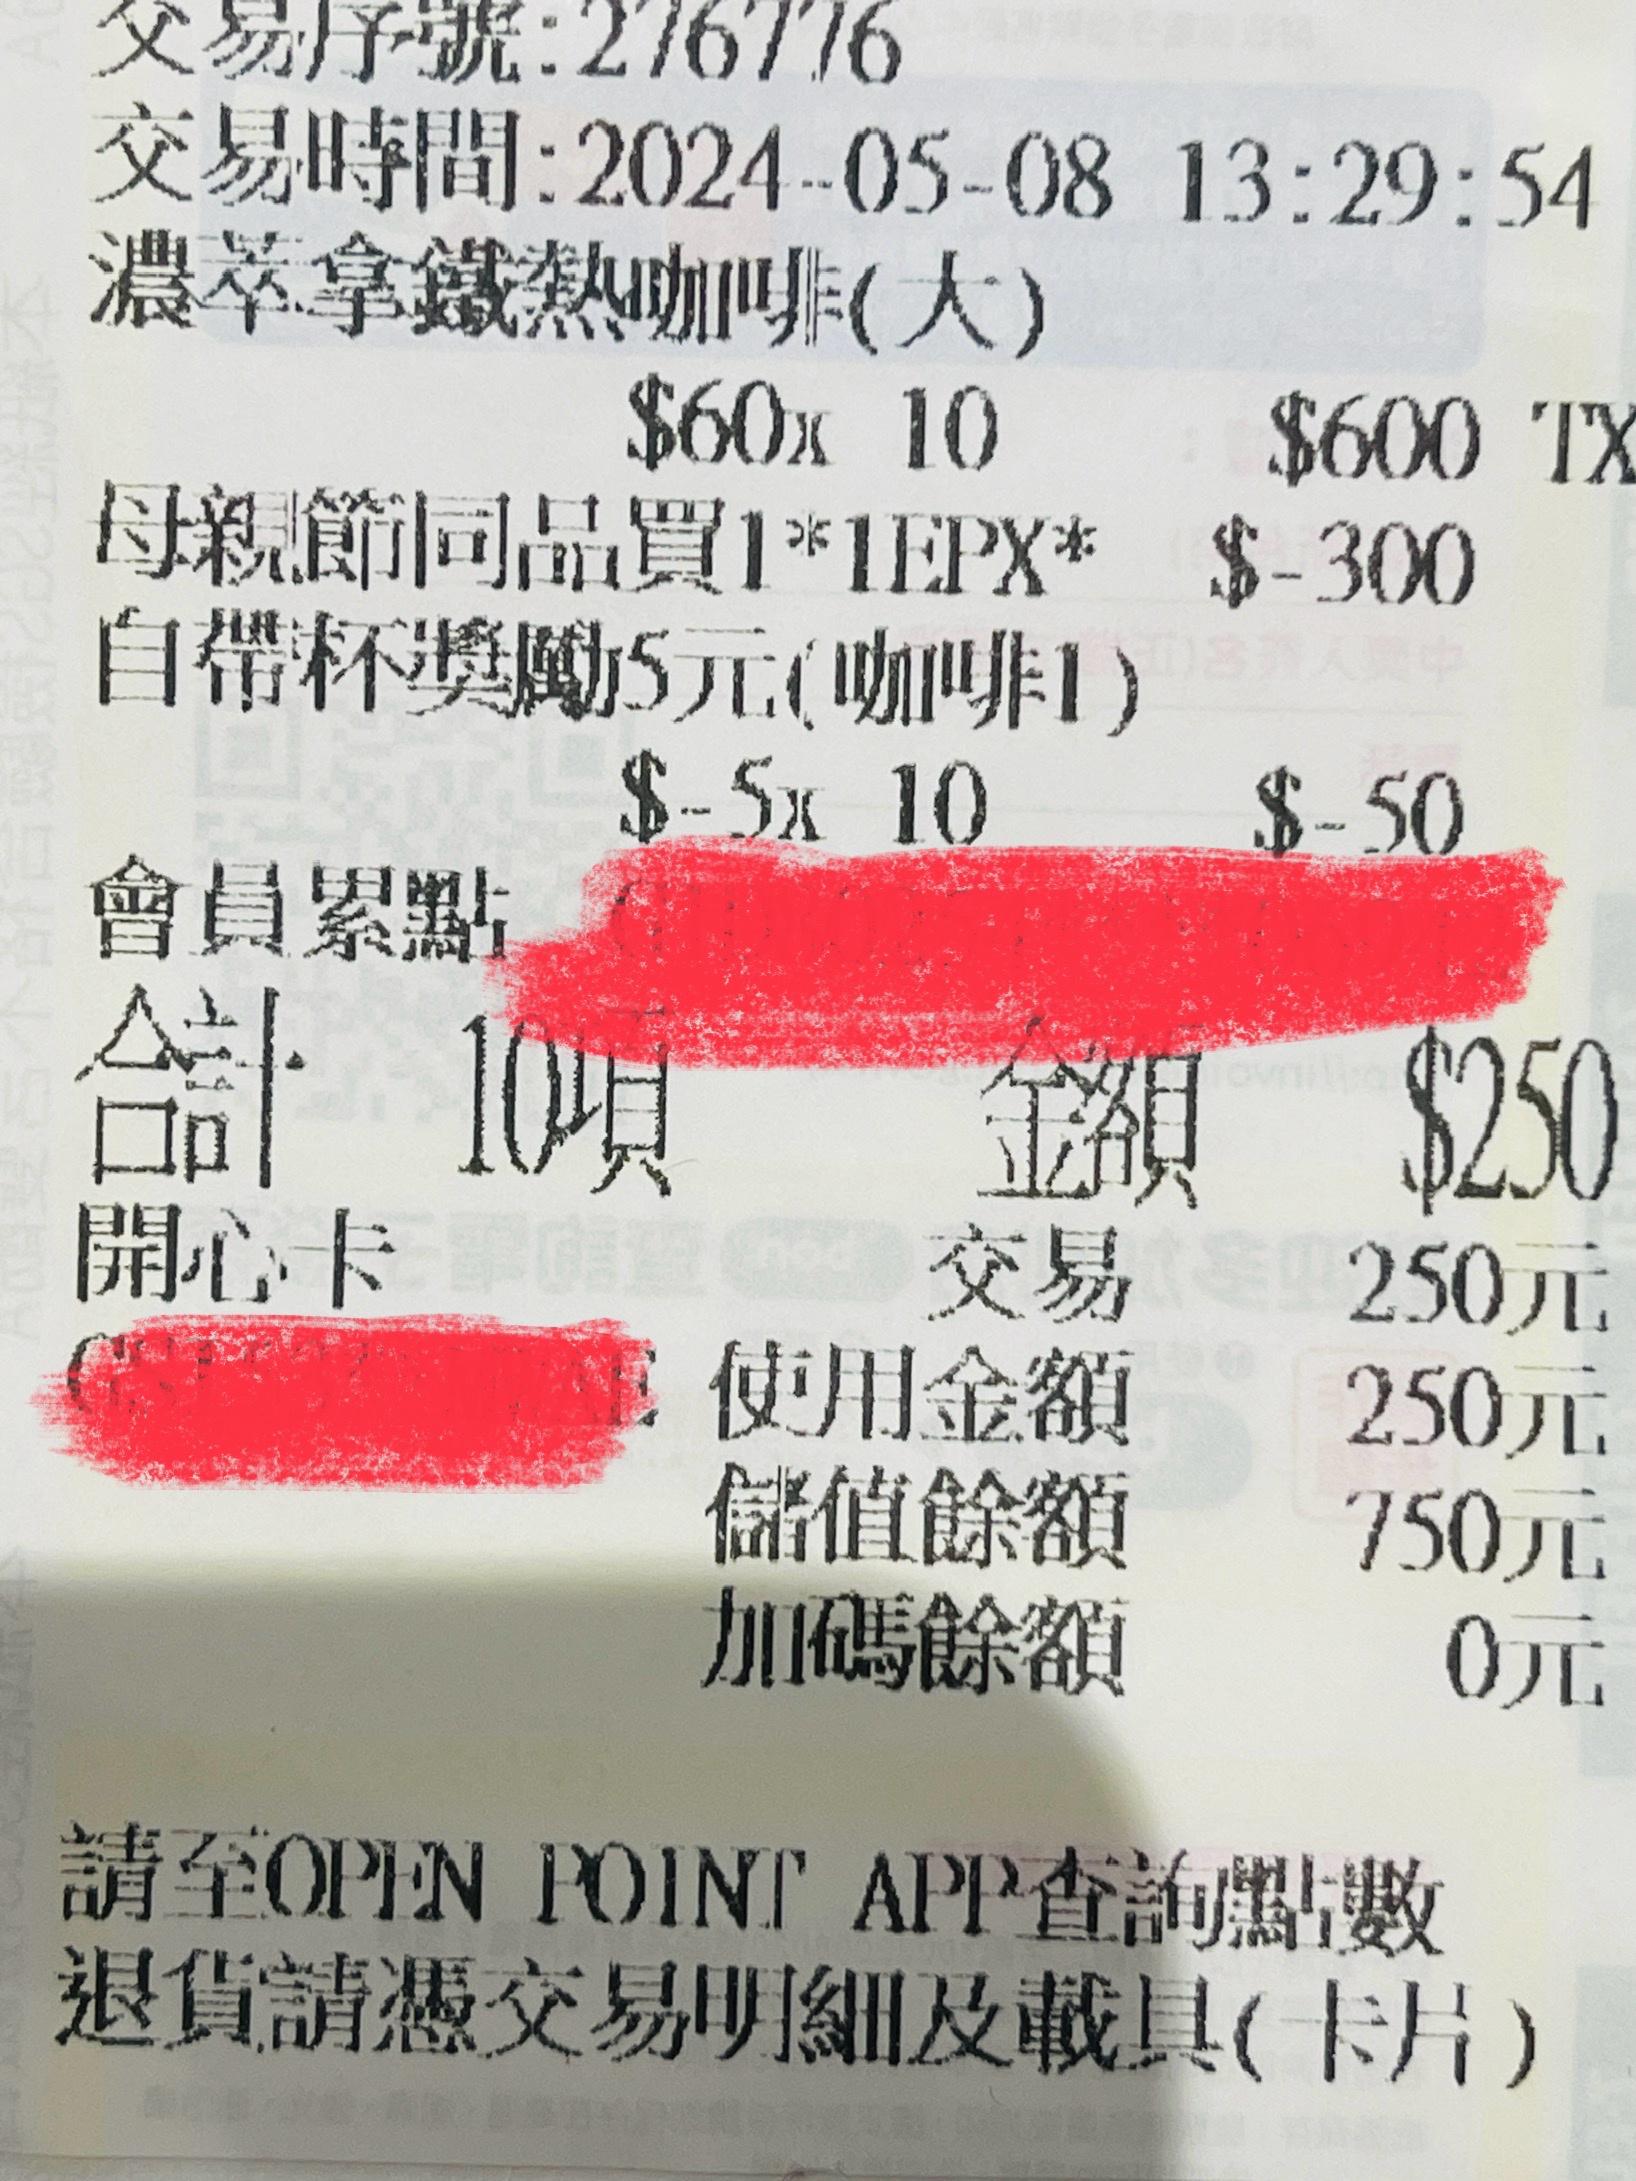 交易序號:276776
交易時間:2024-05-08 13:29:54
濃萃拿鐵熱咖啡(大)
$60x 10 $600 TX
母親節同品買1*1EPX* $-300
自帶杯獎勵5元(咖啡1)
$-5x 10 $-50
會員累點
合計 10項 金額 $250
開心卡 交易 250元
使用金額 250元
儲值餘額 750元
加碼餘額 0元
請至OPEN POINT APP查詢點數
退貨請憑交易明細及載具(卡片)